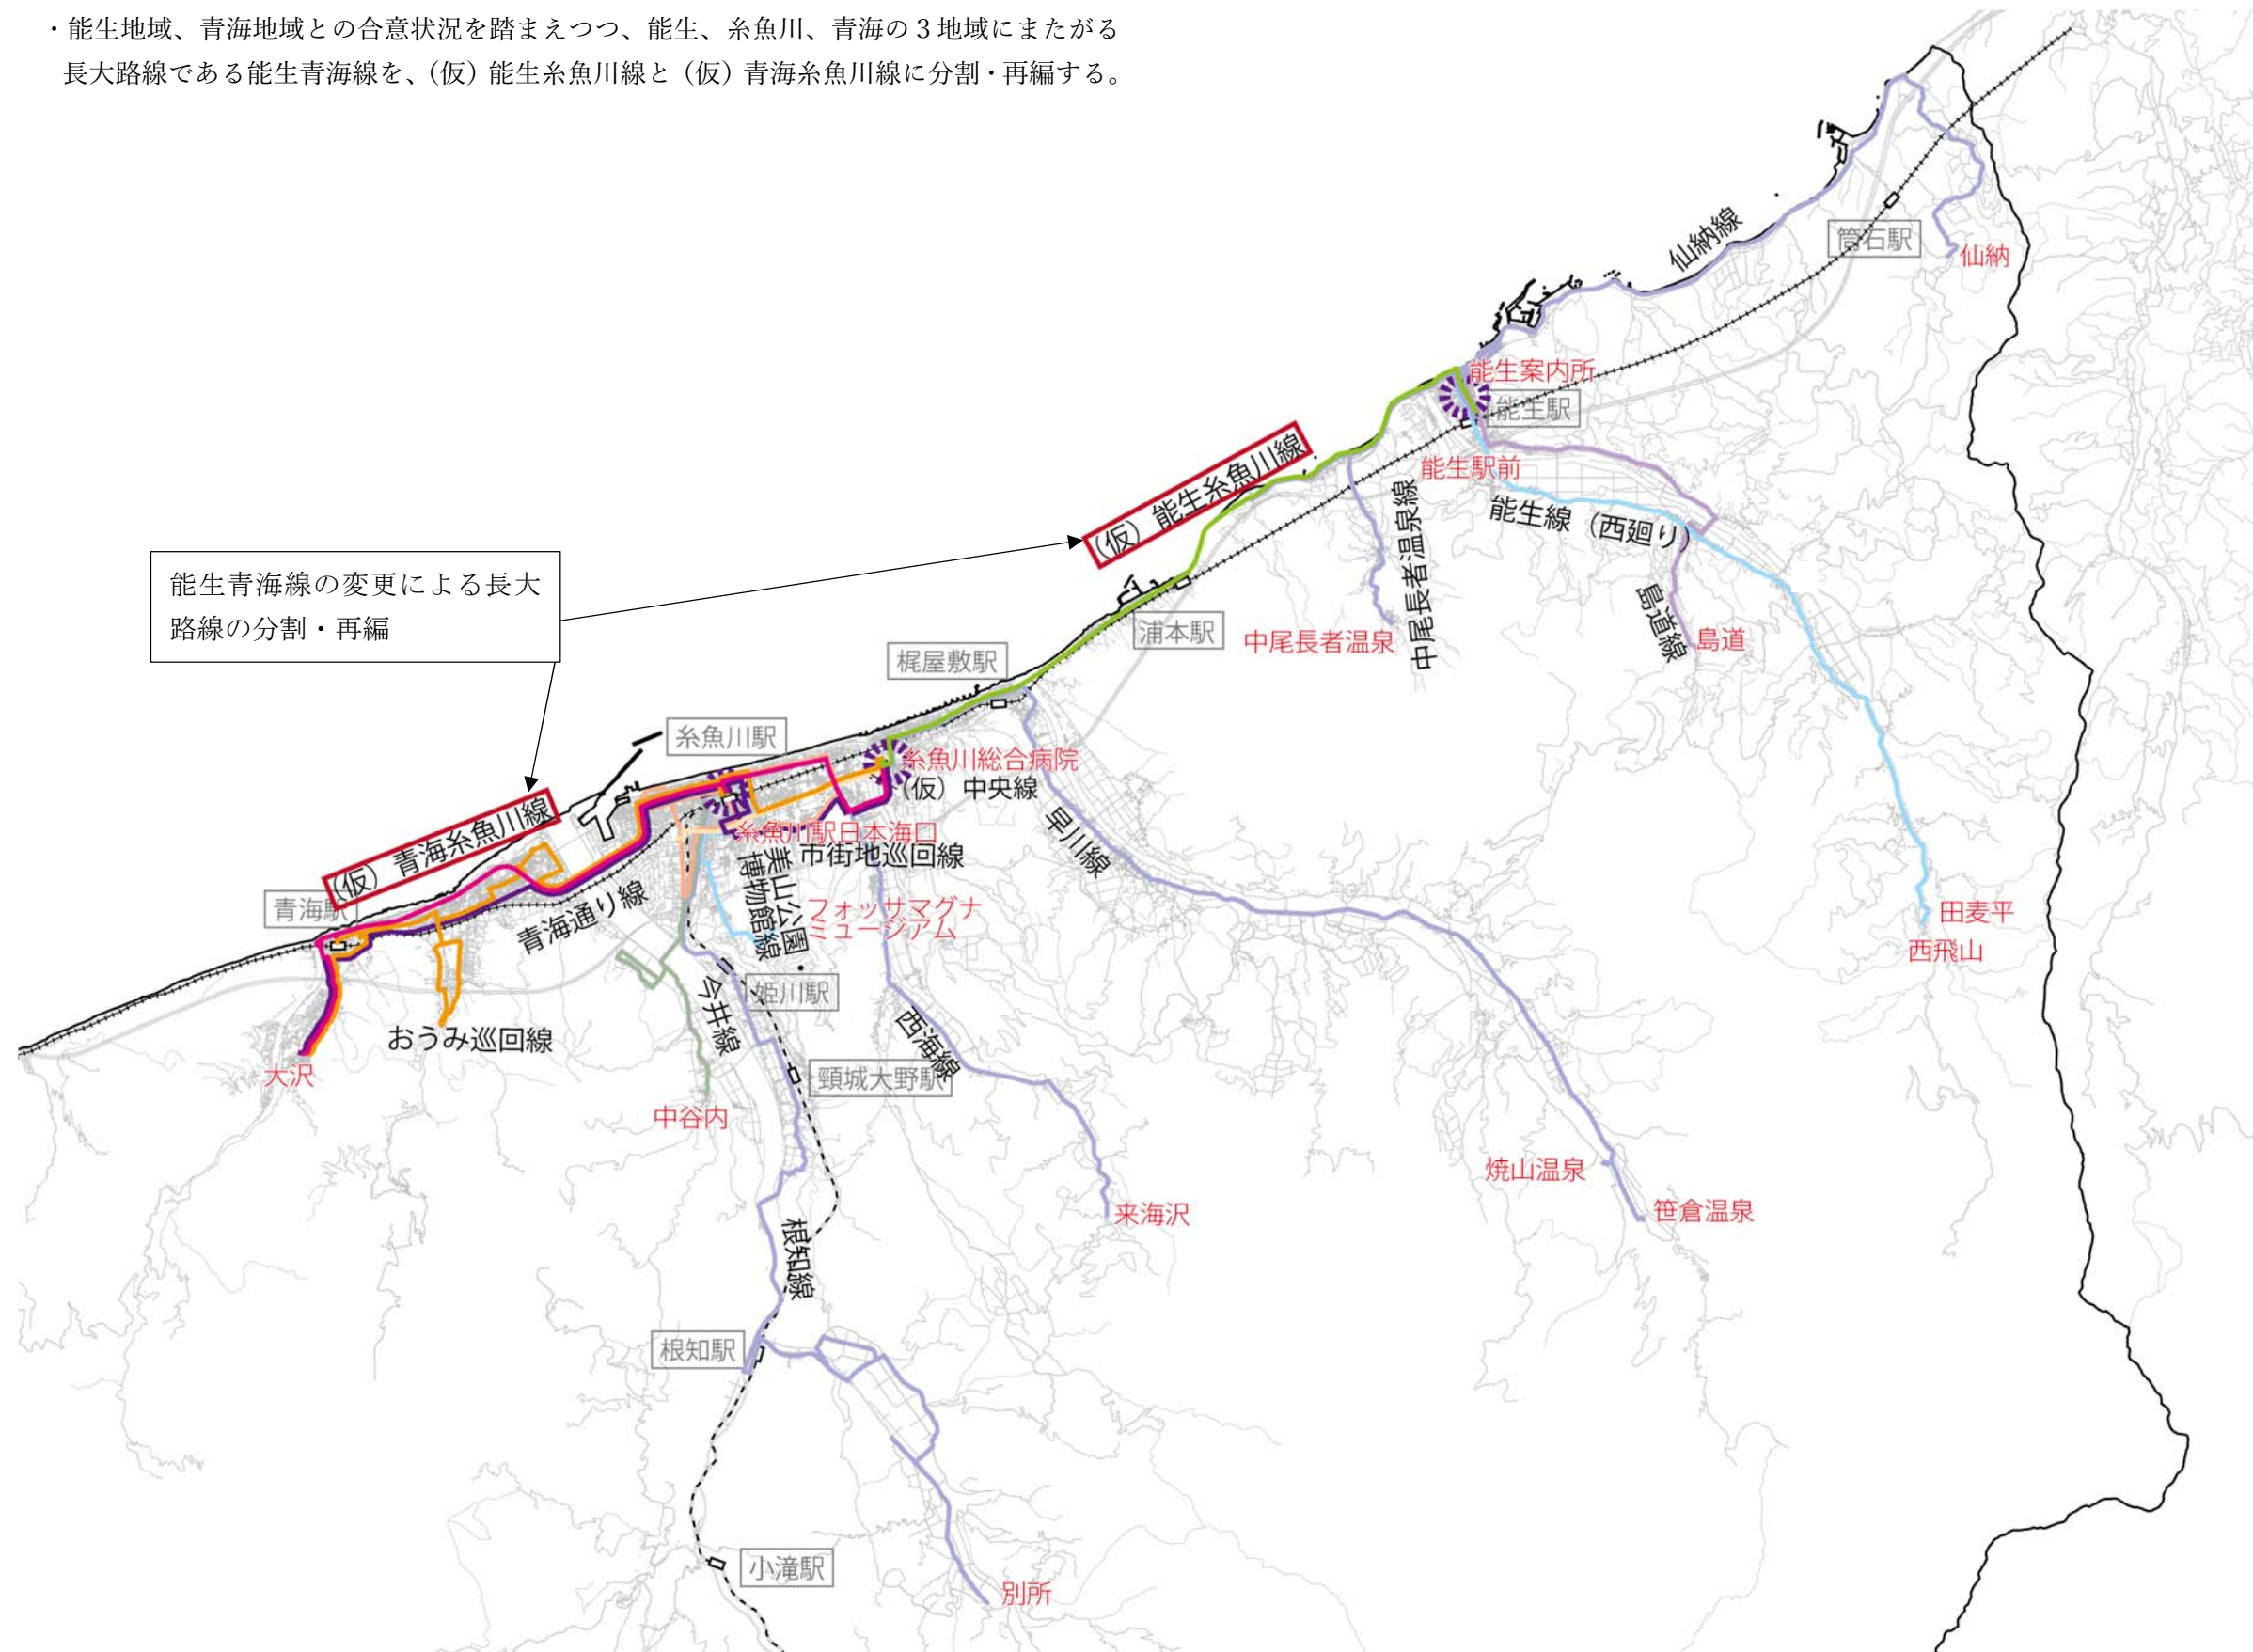 ・能生地域、青海地域との合意状況を踏まえつつ、能生、糸魚川、青海の３地域にまたがる
長大路線である能生青海線を、（仮）能生糸魚川線と（仮）青海糸魚川線に分割・再編する。
仙納線
筒石駅
仙納
能生案内所
能生駅
（仮）能生糸魚川線
能生駅前
能生線（西廻り）
中尾長者温泉線
能生青海線の変更による長大
路線の分割・再編
島道線
島道
浦本駅
中尾長者温泉
梶屋敷駅
糸魚川駅
糸魚川総合病院
（仮）中央線
（仮）青海糸魚川線
糸魚川駅日本海口
市街地巡回線
早川線
青海駅
青海通り線
美山公園・
博物館線
フォッサマグナ
ミュージアム
田麦平
西飛山
姫川駅
今井線
西海線
おうみ巡回線
大沢
頸城大野駅
中谷内
焼山温泉
来海沢
笹倉温泉
根知線
根知駅
小滝駅
別所